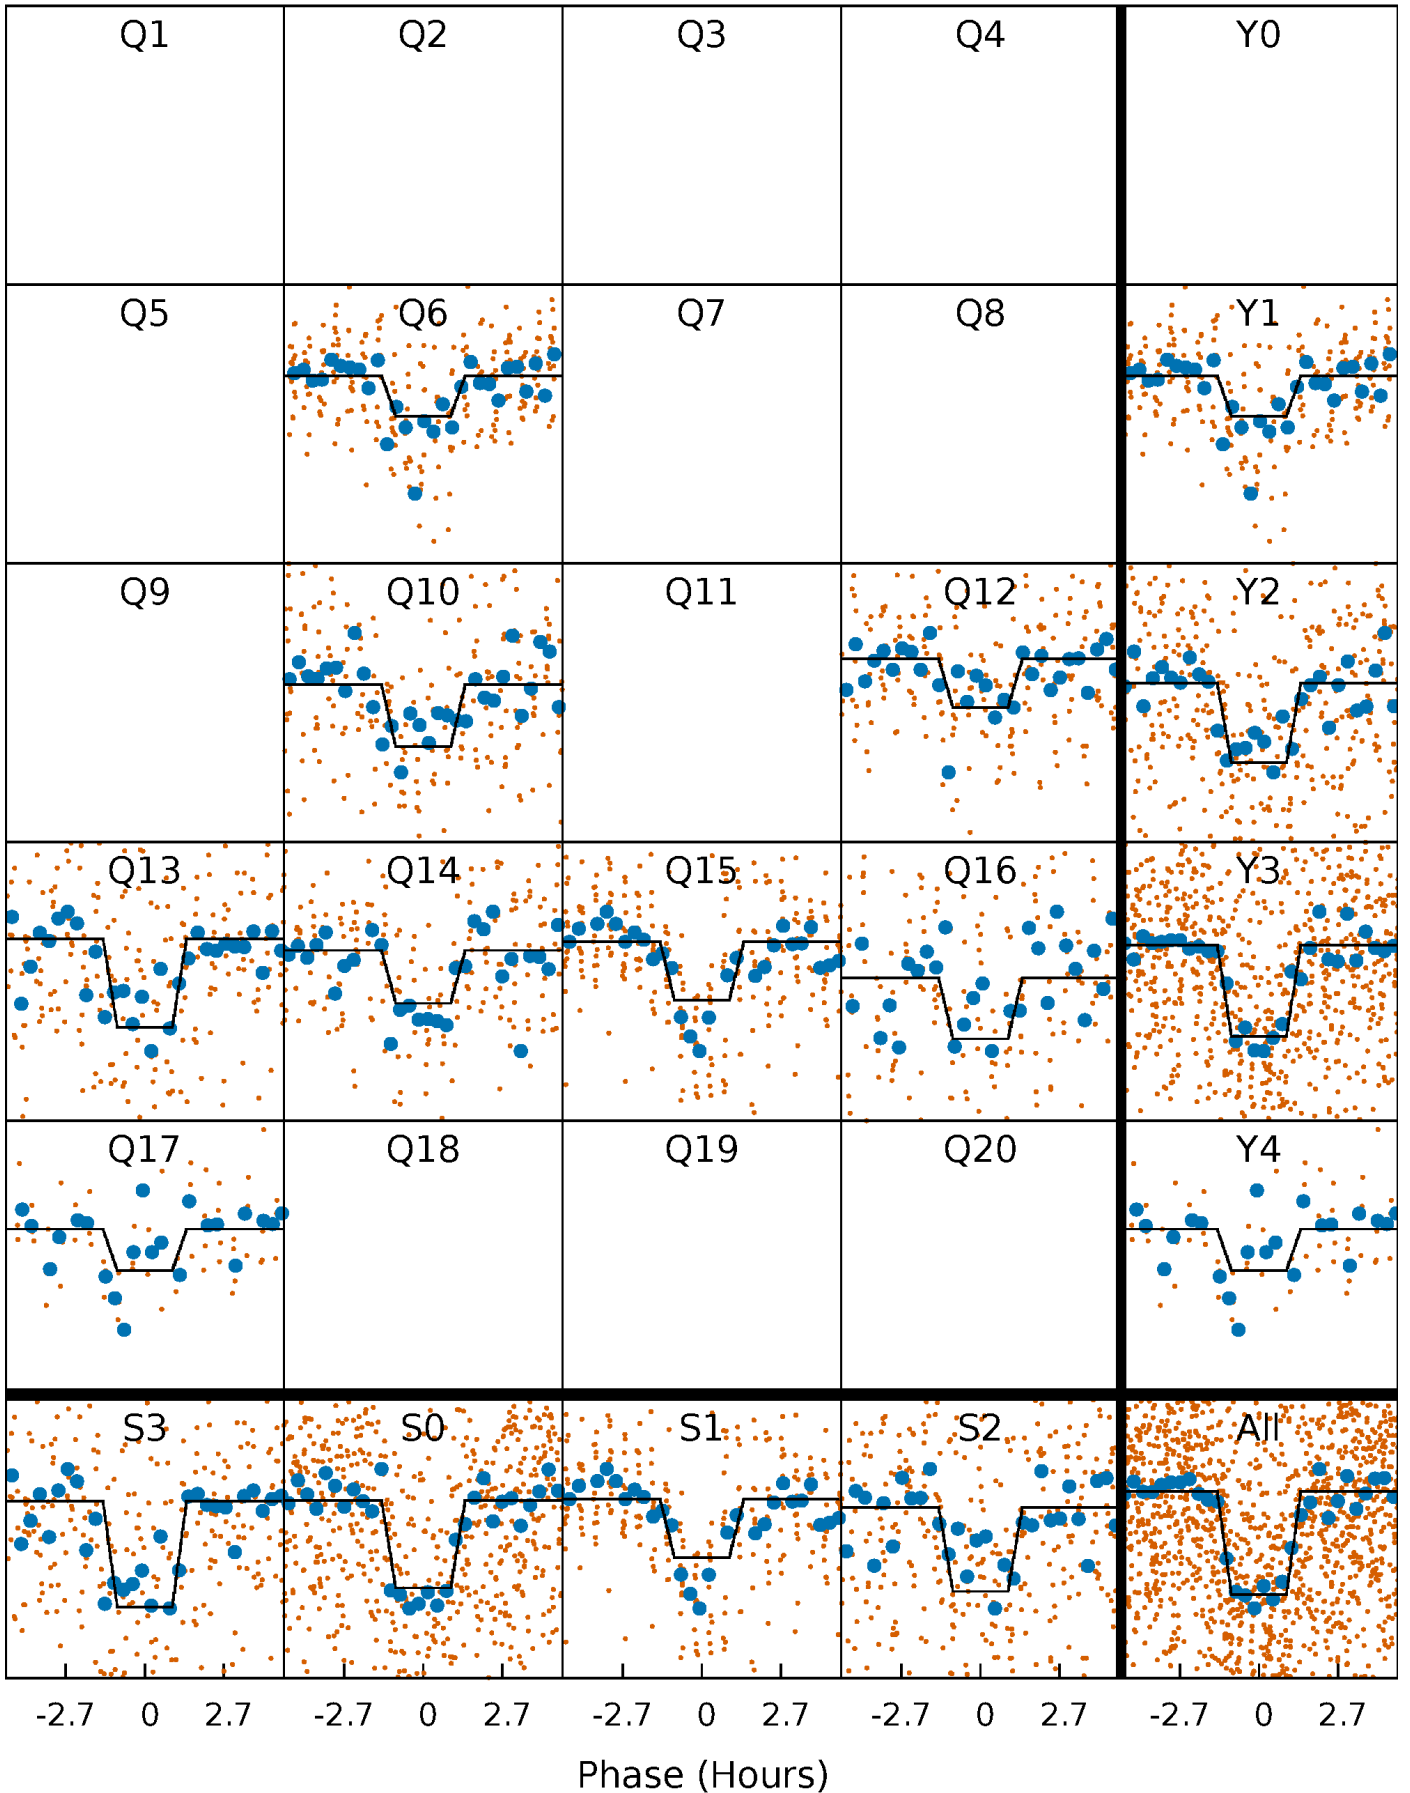 Q1 Q2 Q3 Q4 Y0
Q5 Q6 Q7 Q8 Y1
Q9 Q10 Q11 Q12 Y2
Q13 Q14 Q15 Q16 Y3
Q17 Q18 Q19 Q20 Y4
S3 S0 S1 S2 All
-2.7 0 2.7 -2.7 0 2.7 -2.7 0 2.7 -2.7 0 2.7 -2.7 0 2.7
Phase (Hours)